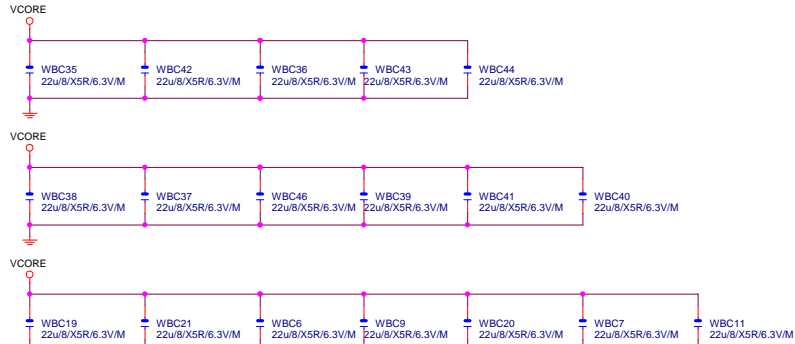 VCORE
WBC35 WBC42 WBC36 WBC43 WBC44
22u/8/X5R/6.3V/M 22u/8/X5R/6.3V/M 22u/8/X5R/6.3V/M 22u/8/X5R/6.3V/M 22u/8/X5R/6.3V/M
VCORE
WBC38 WBC37 WBC46 WBC39 WBC41 WBC40
22u/8/X5R/6.3V/M 22u/8/X5R/6.3V/M 22u/8/X5R/6.3V/M 22u/8/X5R/6.3V/M 22u/8/X5R/6.3V/M 22u/8/X5R/6.3V/M
VCORE
WBC19 WBC21 WBC6 WBC9 WBC20 WBC7 WBC11
22u/8/X5R/6.3V/M 22u/8/X5R/6.3V/M 22u/8/X5R/6.3V/M 22u/8/X5R/6.3V/M 22u/8/X5R/6.3V/M 22u/8/X5R/6.3V/M 22u/8/X5R/6.3V/M